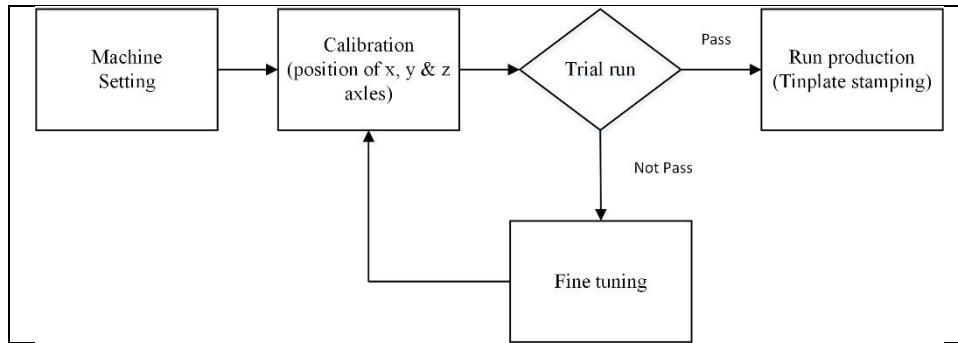 Machine
Setting
Calibration
(position of x, y & z
axles)
Trial run
Pass
Run production
(Tinplate stamping)
Not Pass
Fine tuning